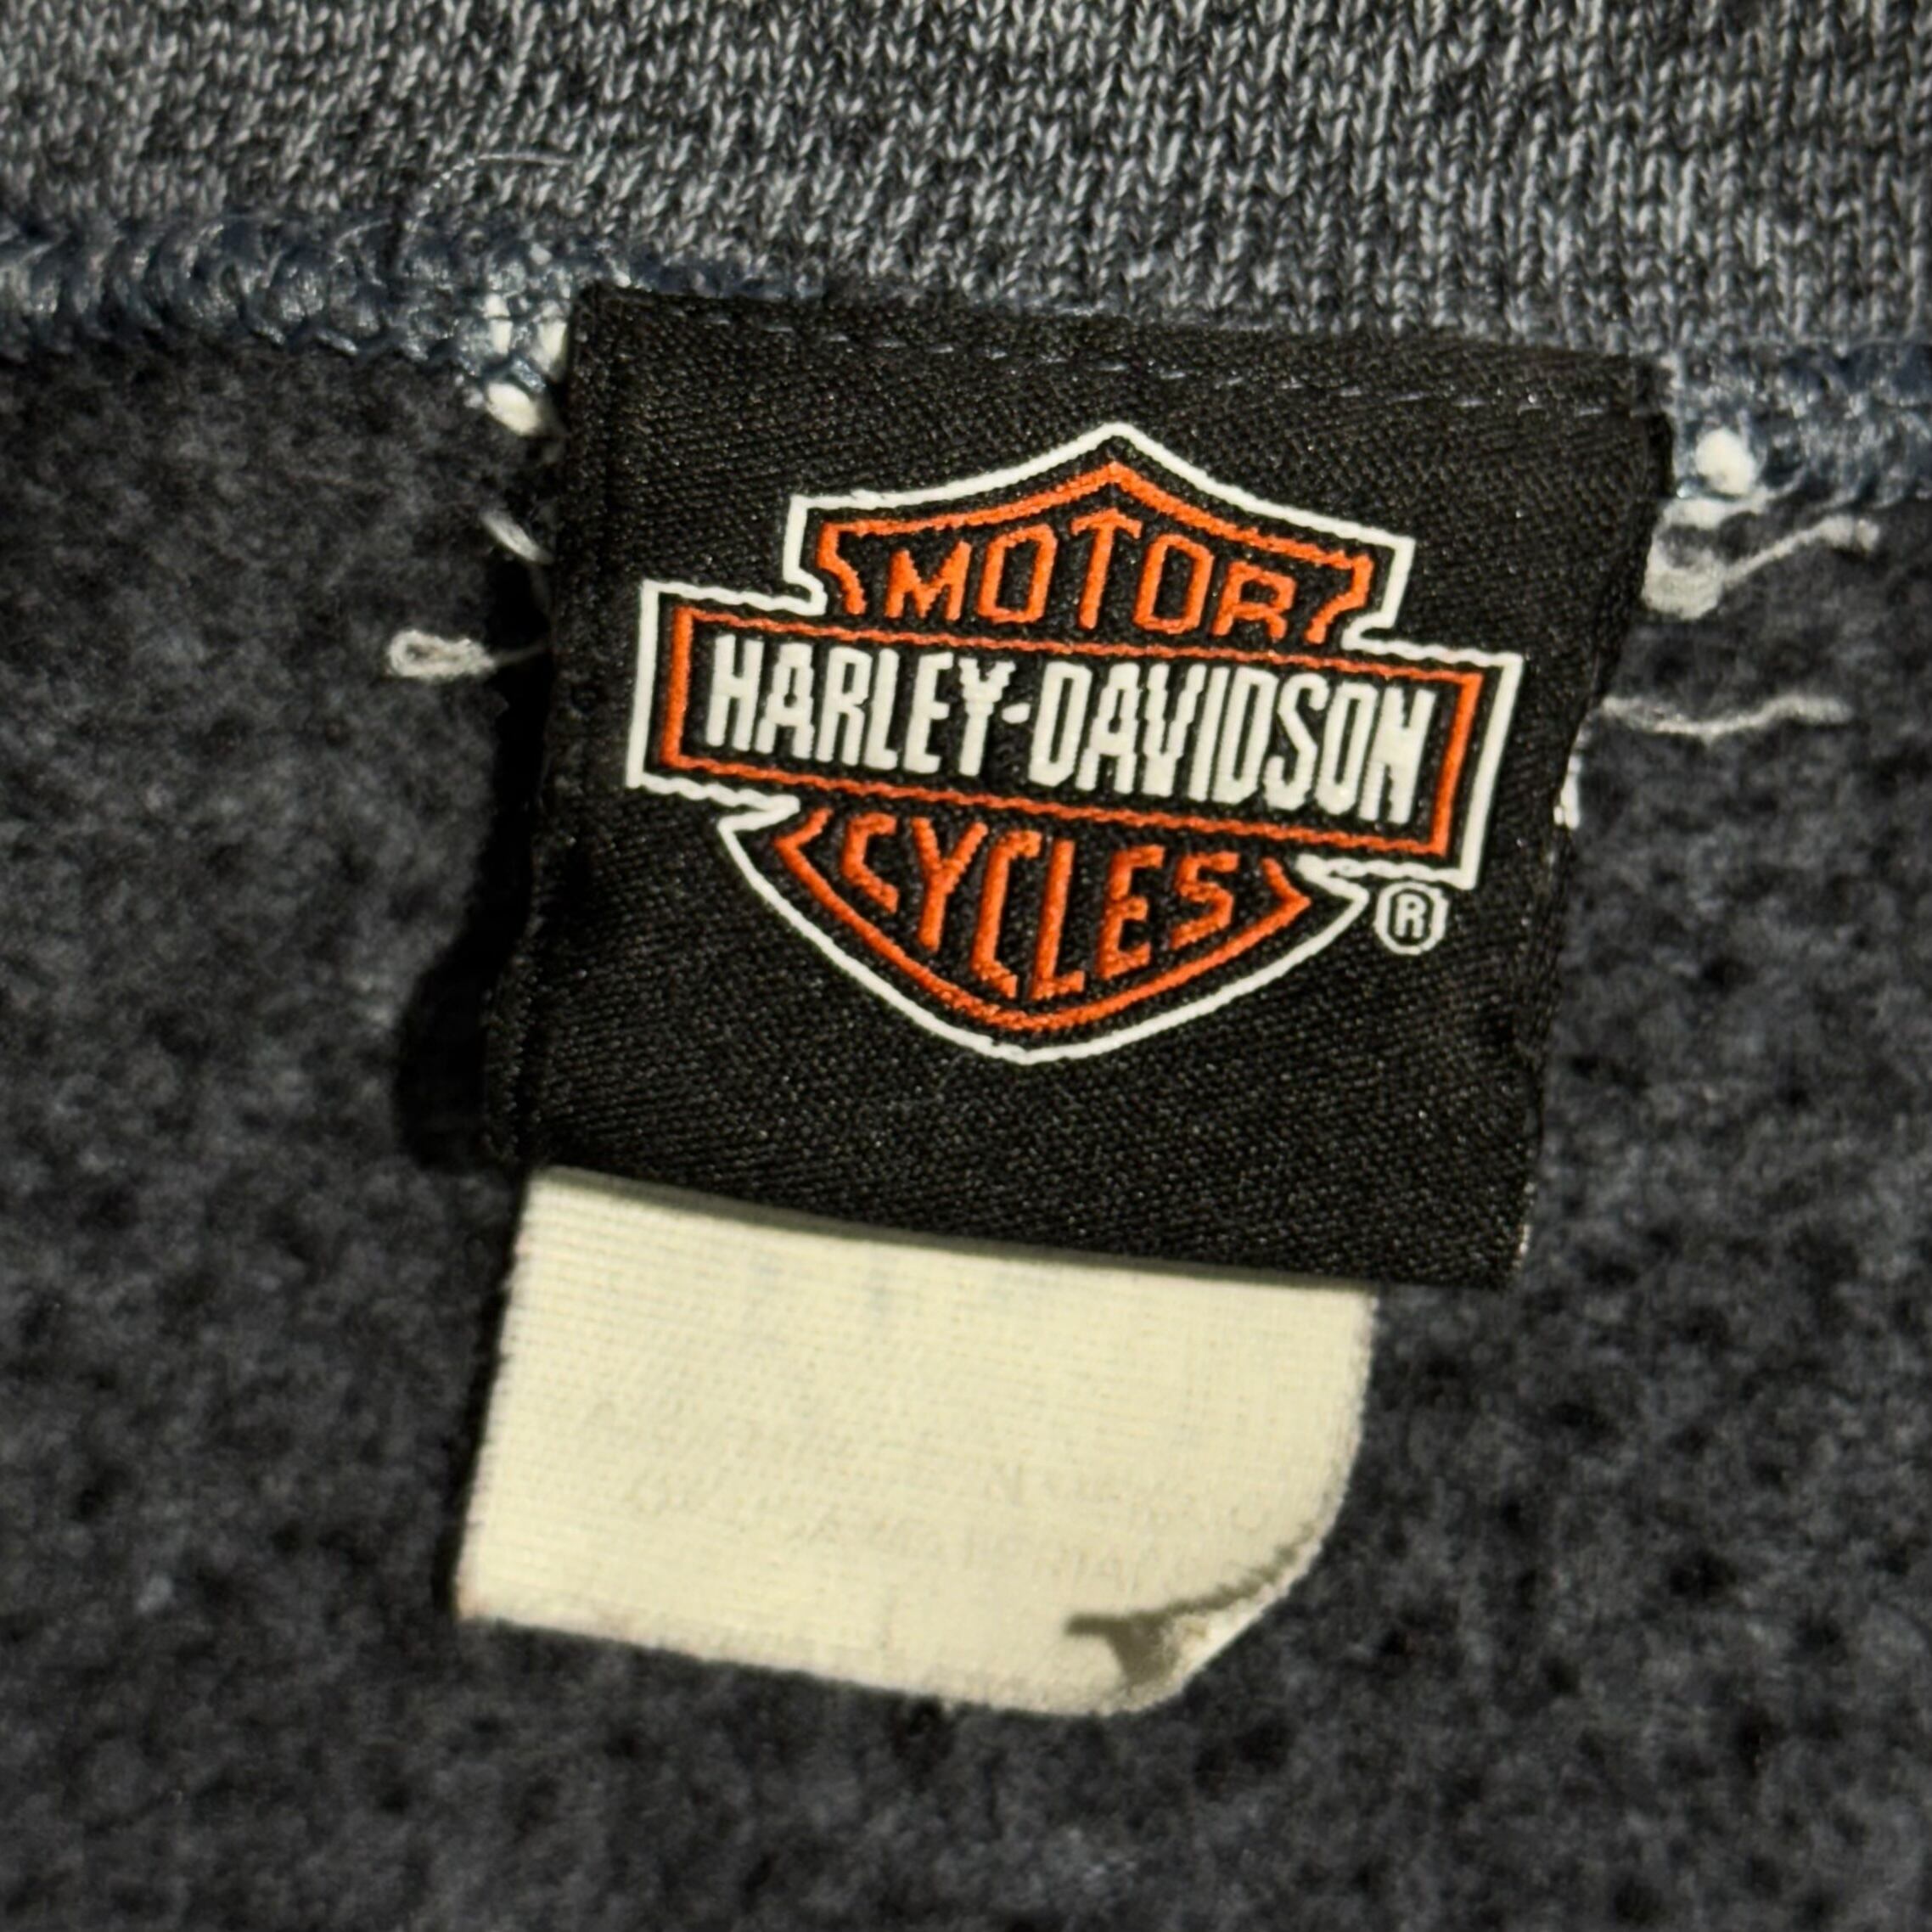 MOTOR
HARLEY-DAVIDSON
CYCLES
®